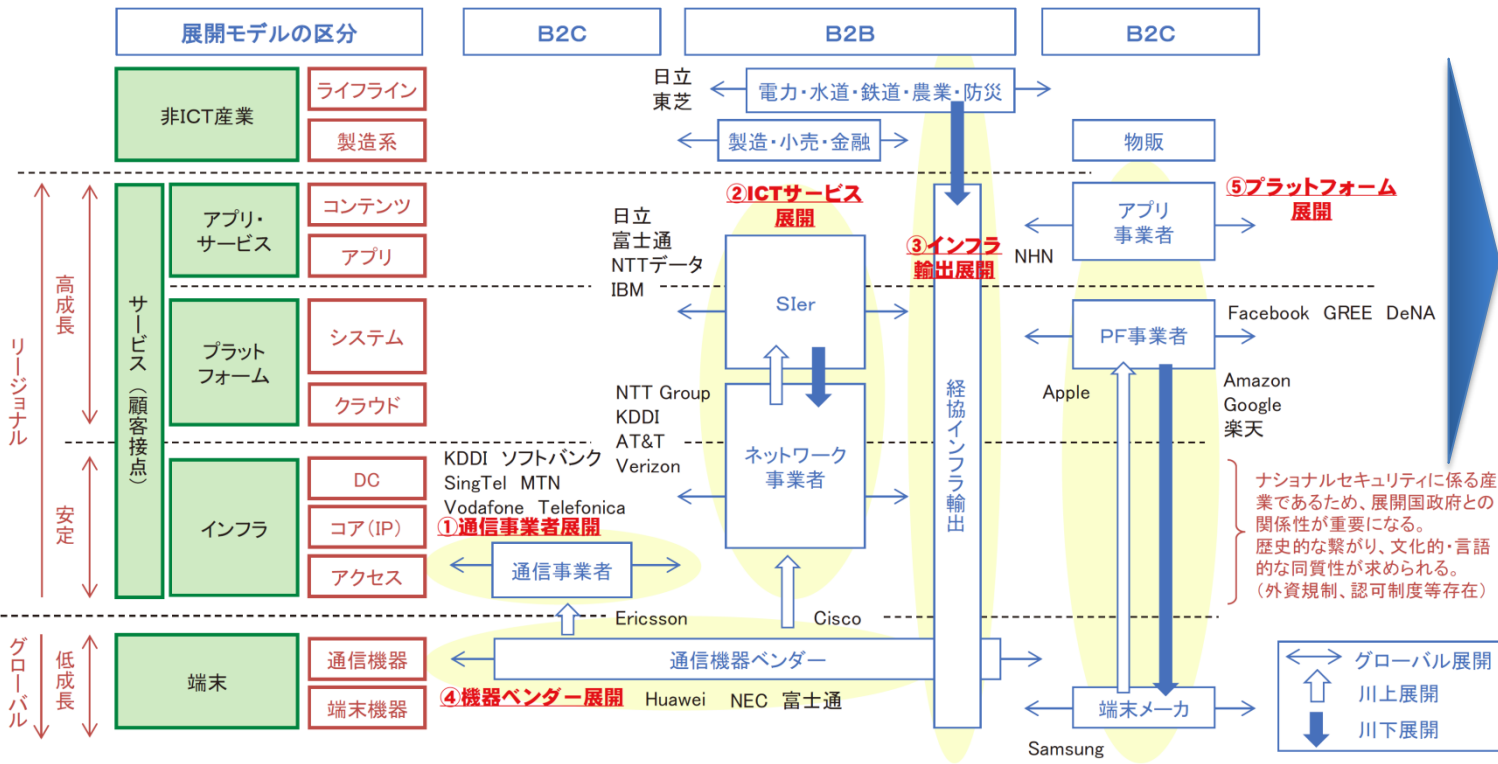 展開モデルの区分
B2C
B2B
B2C
非ICT産業
ライフライン
製造系
日立
東芝
電力・水道・鉄道・農業・防災
製造・小売・金融
物販
リージョナル
高成長
安定
サービス（顧客接点）
アプリ・
サービス
コンテンツ
アプリ
プラット
フォーム
システム
クラウド
インフラ
DC
コア(IP)
アクセス
②ICTサービス
展開
日立
富士通
NTTデータ
IBM
SIer
NTT Group
KDDI
AT&T
Verizon
ネットワーク
事業者
KDDI ソフトバンク
SingTel MTN
Vodafone Telefonica
①通信事業者展開
通信事業者
③インフラ
輸出展開
経協インフラ輸出
NHN
アプリ
事業者
⑤プラットフォーム
展開
PF事業者
Facebook GREE DeNA
Apple
Amazon
Google
楽天
ナショナルセキュリティに係る産
業であるため、展開国政府との
関係性が重要になる。
歴史的な繋がり、文化的・言語
的な同質性が求められる。
（外資規制、認可制度等存在）
グローバル
低成長
端末
通信機器
端末機器
Ericsson
Cisco
通信機器ベンダー
④機器ベンダー展開
Huawei NEC 富士通
端末メーカ
Samsung
グローバル展開
川上展開
川下展開